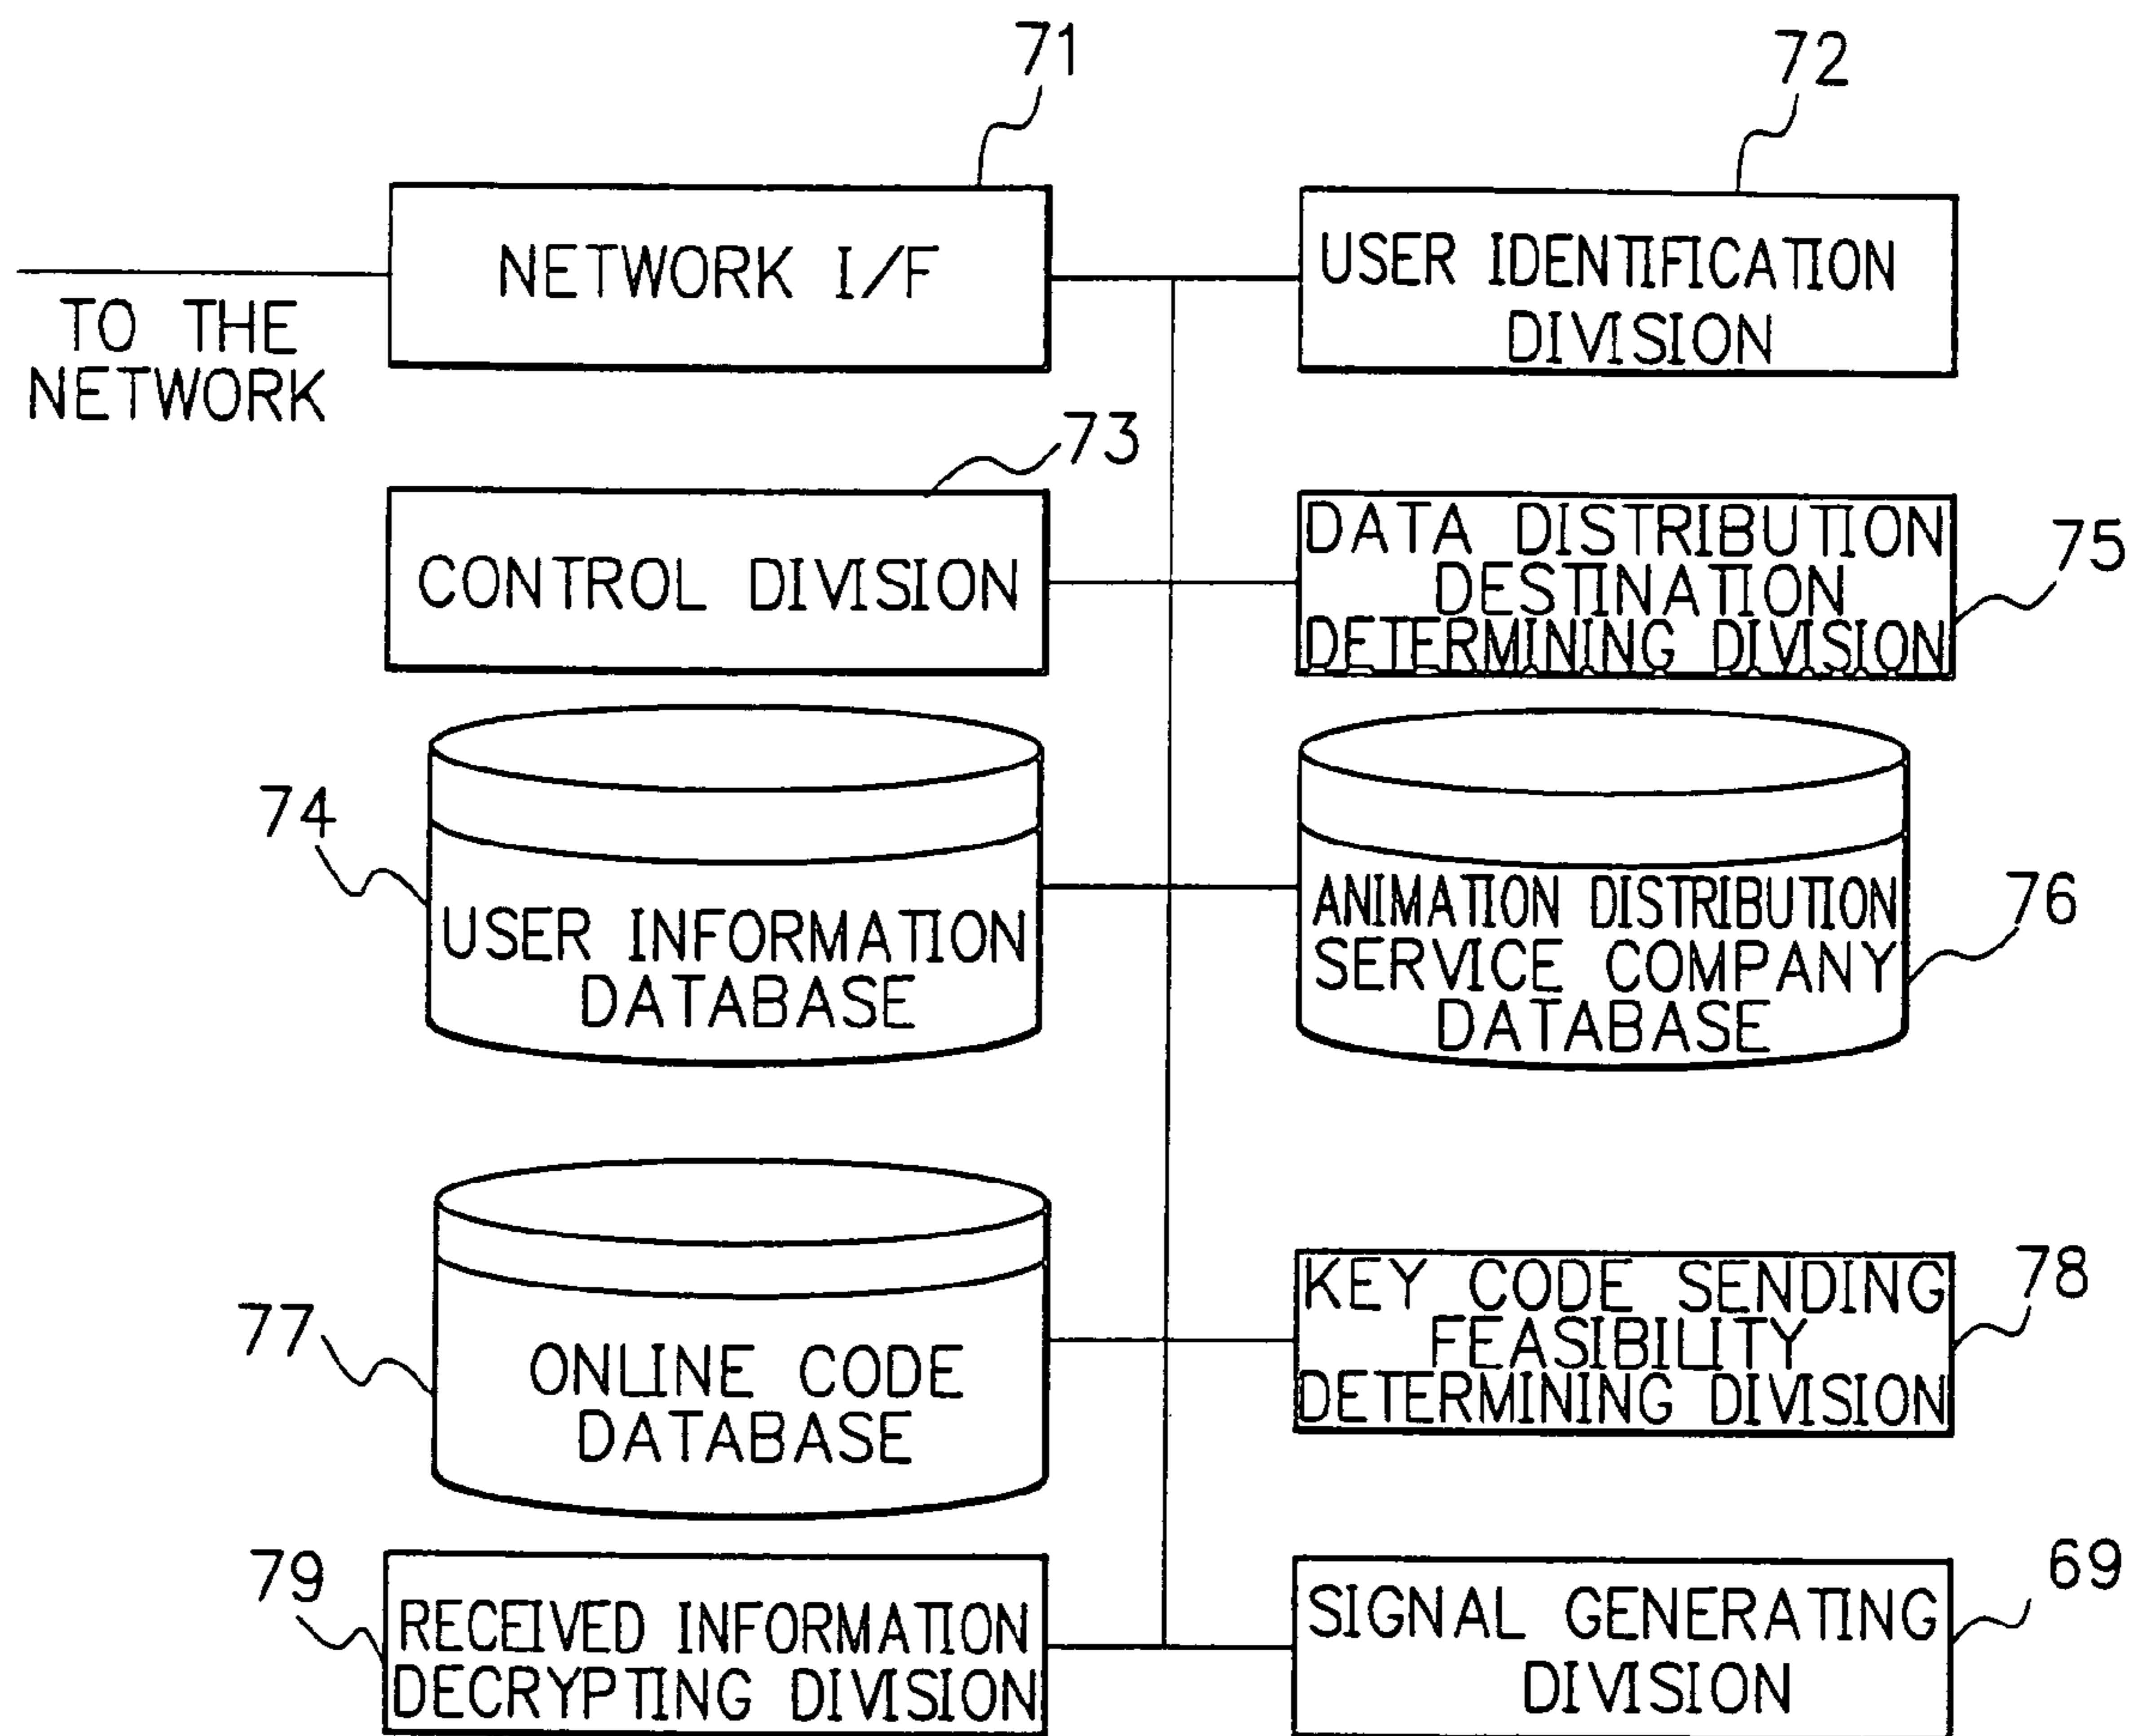 71
72
NETWORK I/F
USER IDENTIFICATION
DIVISION
TO THE
NETWORK
73
CONTROL DIVISION
DATA DISTRIBUTION
DESTINATION
DETERMINING DIVISION
75
74
USER INFORMATION
DATABASE
ANIMATION DISTRIBUTION
SERVICE COMPANY
DATABASE
76
77
ONLINE CODE
DATABASE
KEY CODE SENDING
FEASIBILITY
DETERMINING DIVISION
78
79
RECEIVED INFORMATION
DECRYPTING DIVISION
SIGNAL GENERATING
DIVISION
69